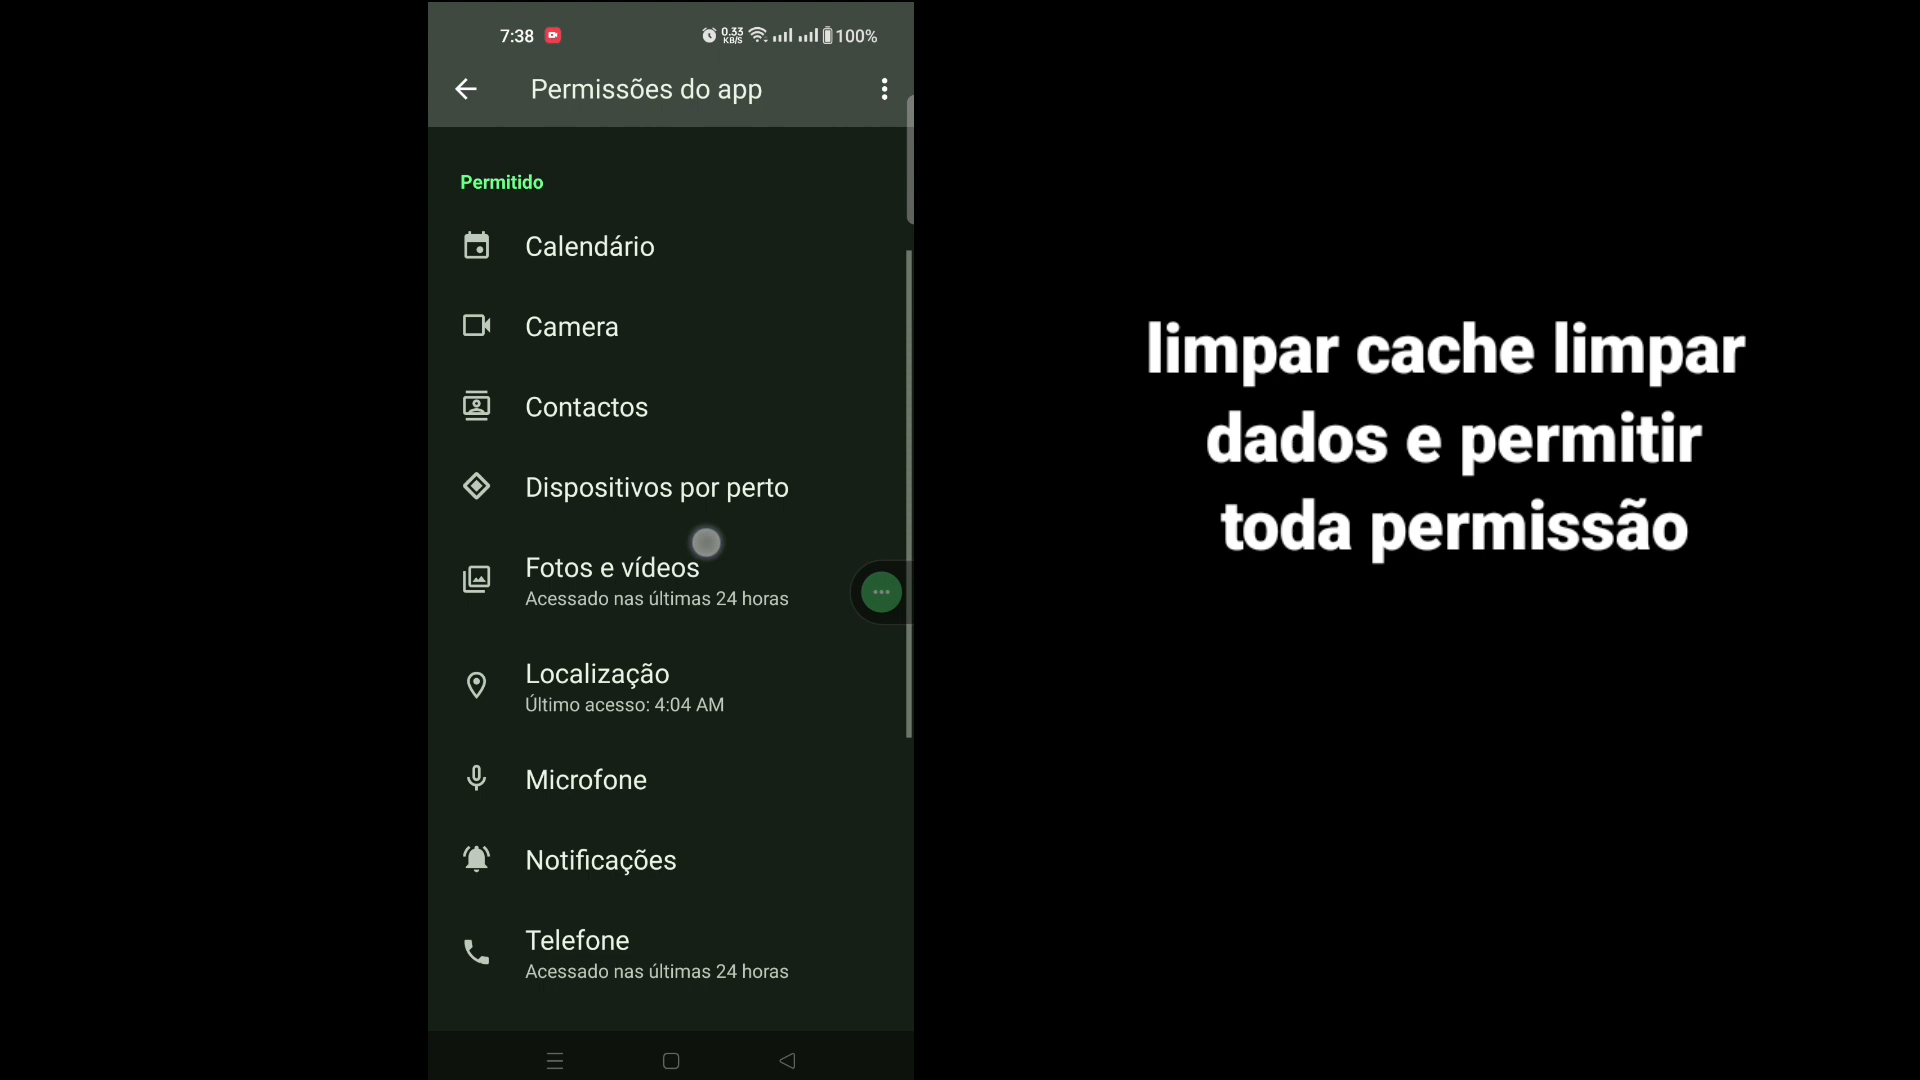 7:38
0.33
KB/S
100%
Permissões do app
Permitido
Calendário
Camera
Contactos
Dispositivos por perto
Fotos e vídeos
Acessado nas últimas 24 horas
Localização
Último acesso: 4:04 AM
Microfone
Notificações
Telefone
Acessado nas últimas 24 horas
limpar cache limpar
dados e permitir
toda permissão